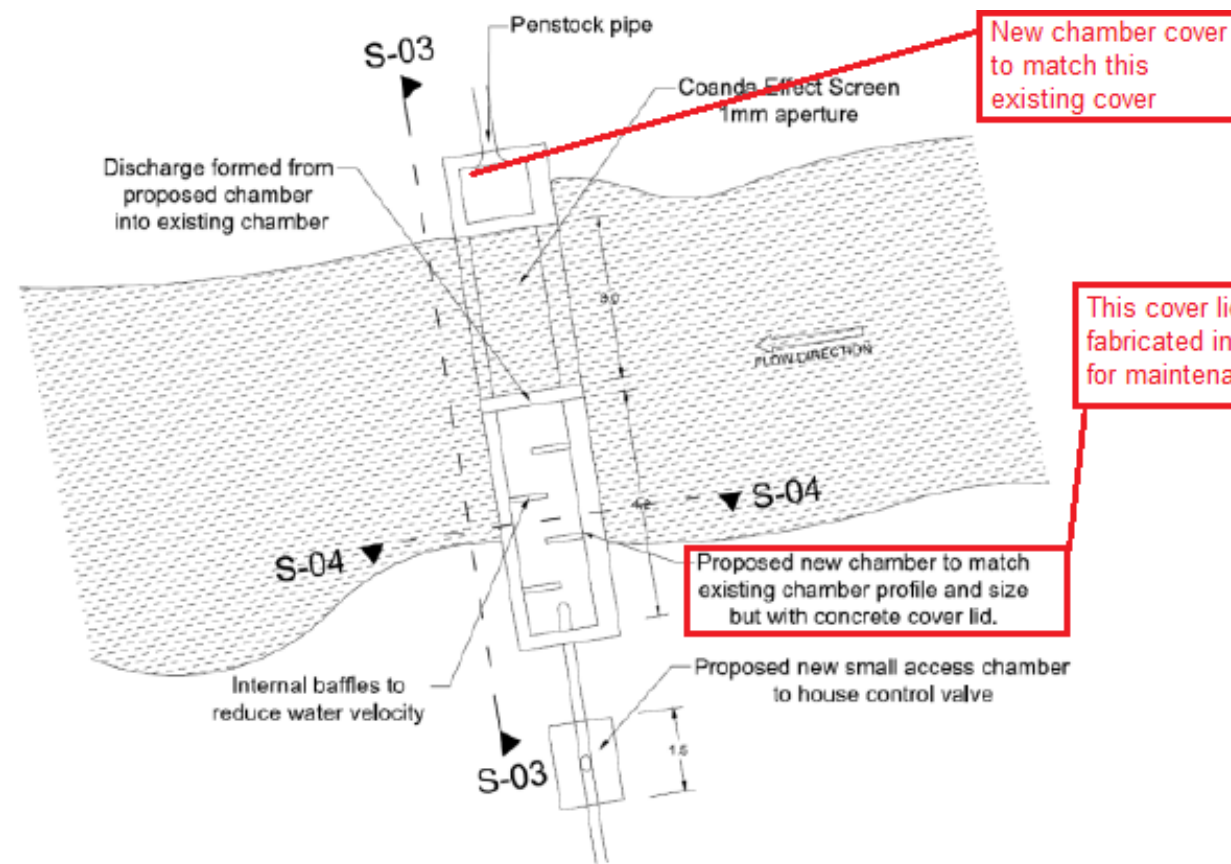 S-03
Penstock pipe
New chamber cover
to match this
existing cover
Coanda Effect Screen
1mm aperture
Discharge formed from
proposed chamber
into existing chamber
3.0
FLOW DIRECTION
This cover
fabricated
for
S-04
S-04
Proposed new chamber to match
existing chamber profile and size
but with concrete cover lid.
Internal baffles to
reduce water velocity
Proposed new small access chamber
to house control valve
1.5
S-03